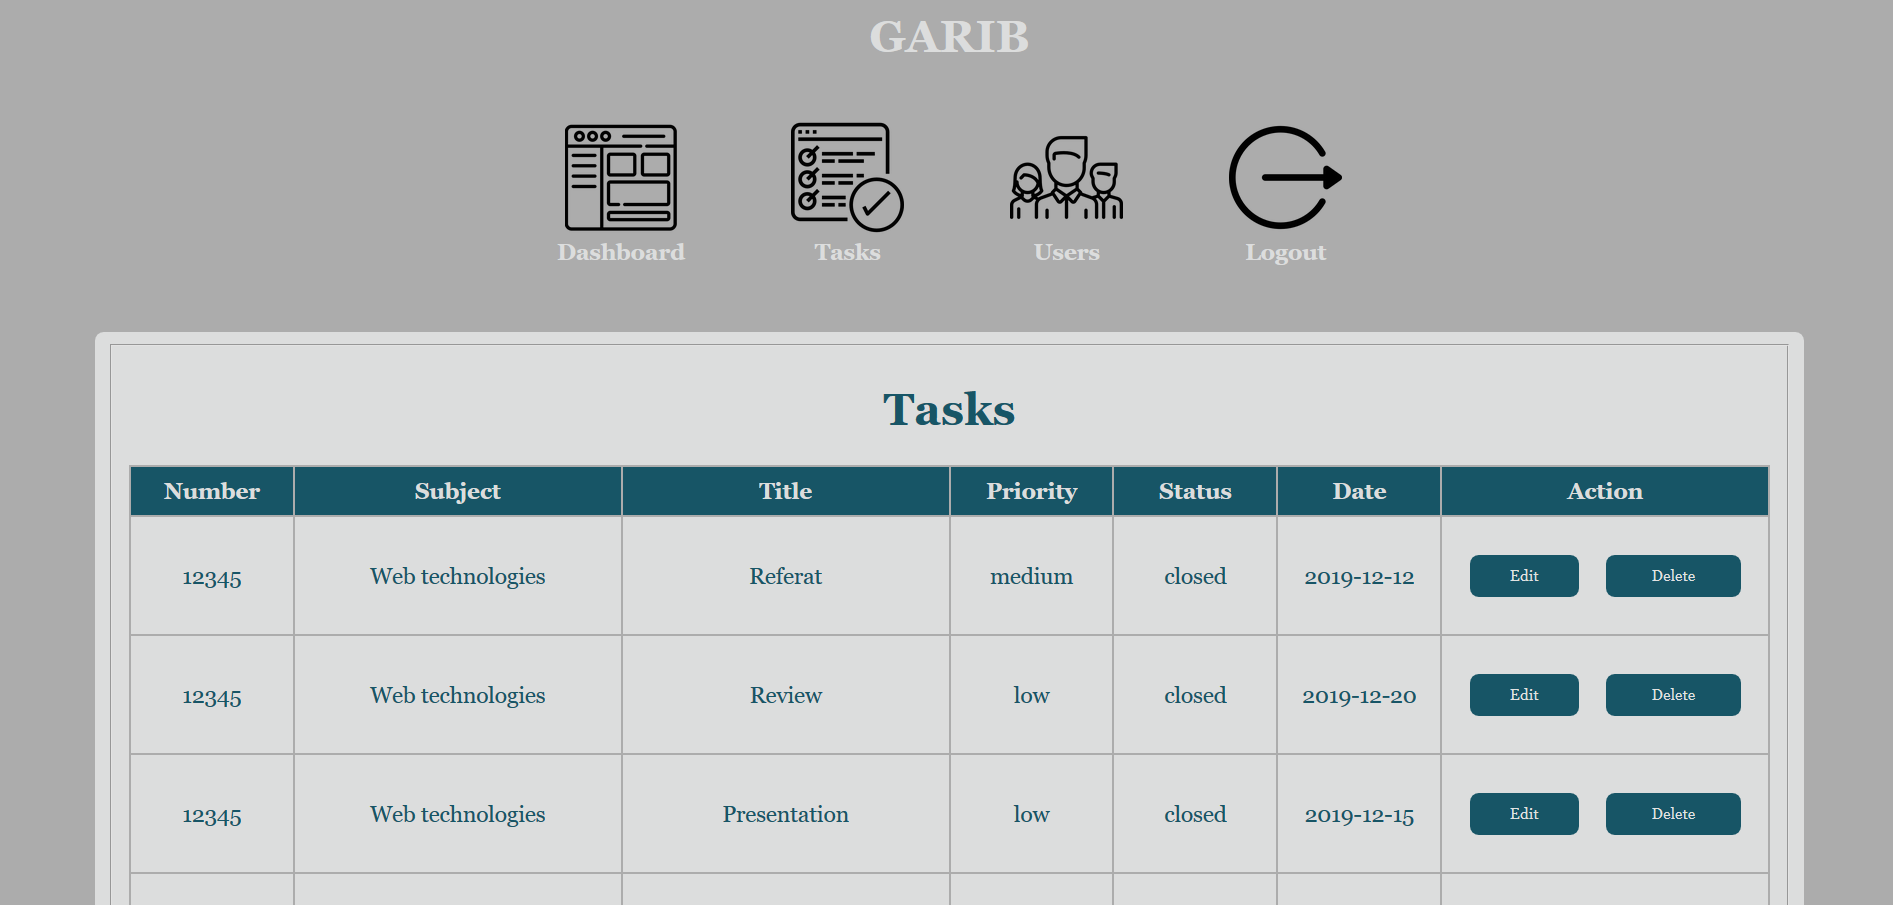 GARIB
Dashboard Tasks Users Logout
Tasks
Number Subject Title Priority Status Date Action
12345 Web technologies Referat medium closed 2019-12-12 Edit Delete
12345 Web technologies Review low closed 2019-12-20 Edit Delete
12345 Web technologies Presentation low closed 2019-12-15 Edit Delete